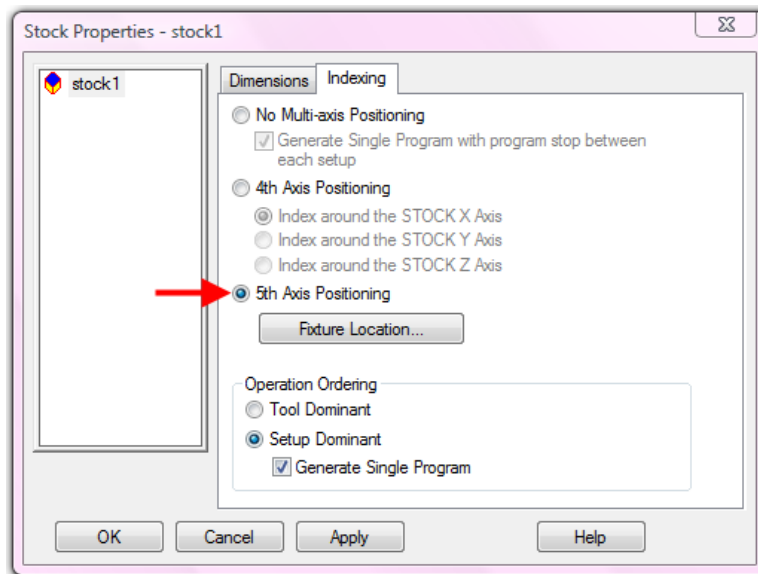 Stock Properties - stock1
stock1
Dimensions
Indexing
No Multi-axis Positioning
Generate Single Program with program stop between
each setup
4th Axis Positioning
Index around the STOCK X Axis
Index around the STOCK Y Axis
Index around the STOCK Z Axis
5th Axis Positioning
Fixture Location...
Operation Ordering
Tool Dominant
Setup Dominant
Generate Single Program
OK
Cancel
Apply
Help